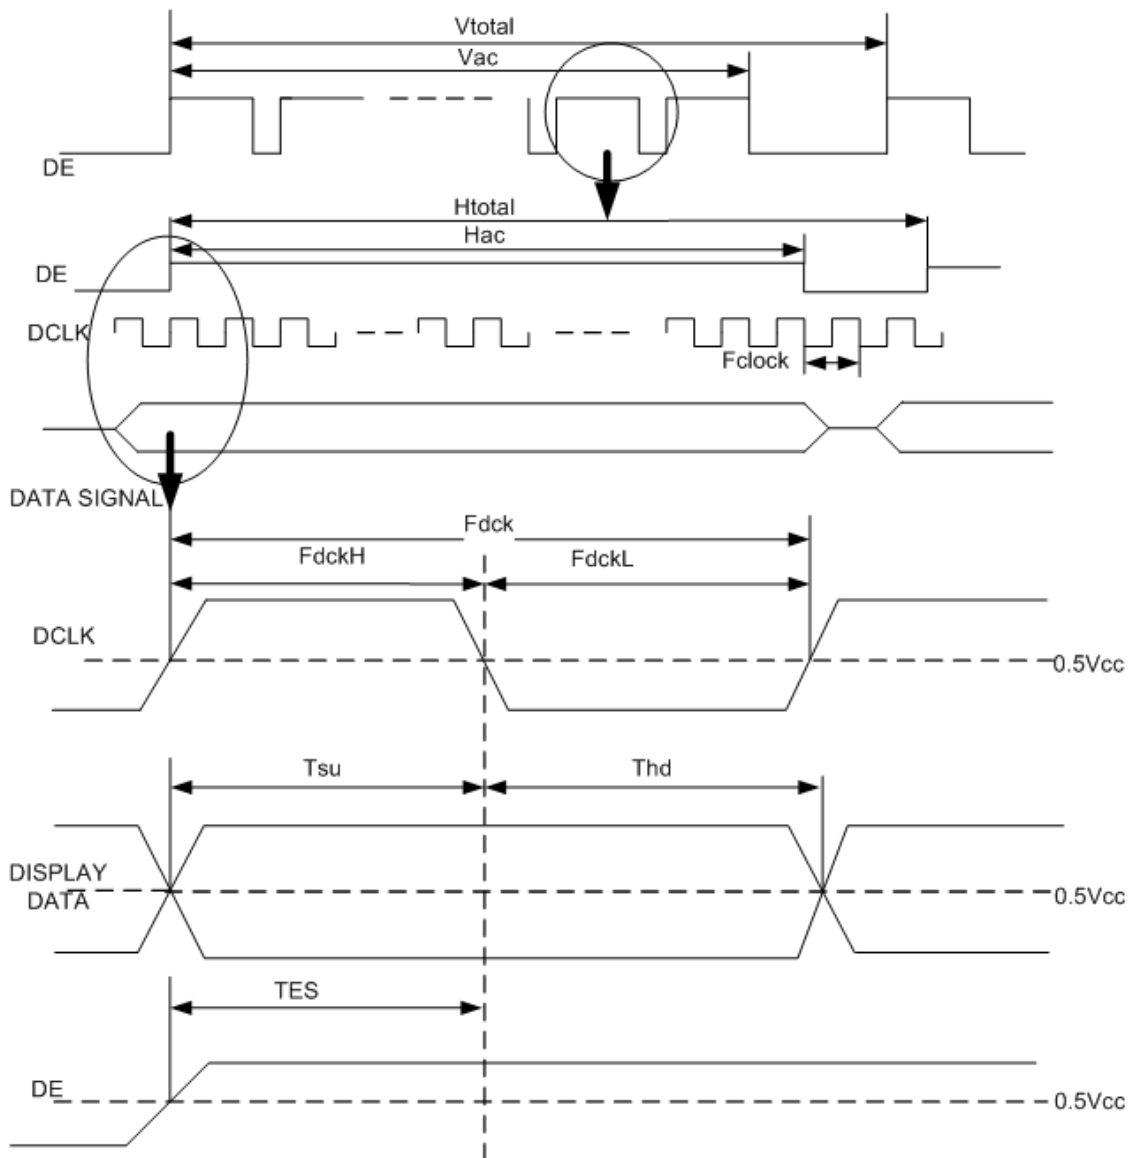 Vtotal
Vac
DE
Htotal
Hac
DE
DCLK
Fclock
DATA SIGNAL
Fdck
FdckH
FdckL
DCLK
0.5Vcc
Tsu
Thd
DISPLAY
DATA
0.5Vcc
TES
DE
0.5Vcc